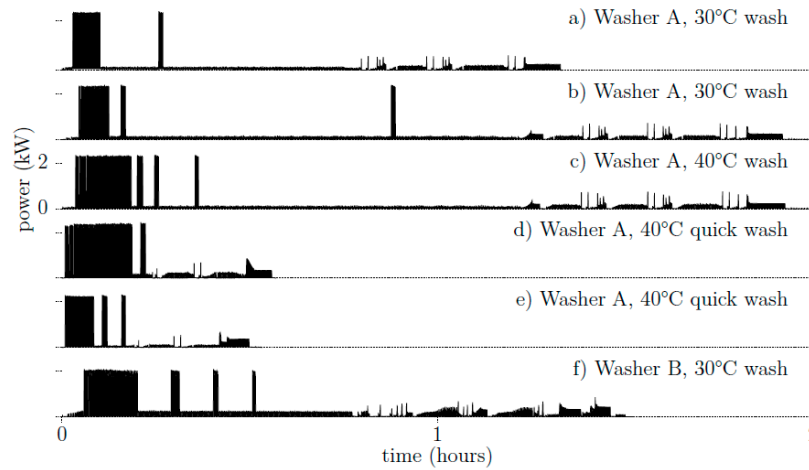 a) Washer A, 30°C wash
b) Washer A, 30°C wash
power (kW)
2
0
c) Washer A, 40°C wash
d) Washer A, 40°C quick wash
e) Washer A, 40°C quick wash
f) Washer B, 30°C wash
0
1
time (hours)